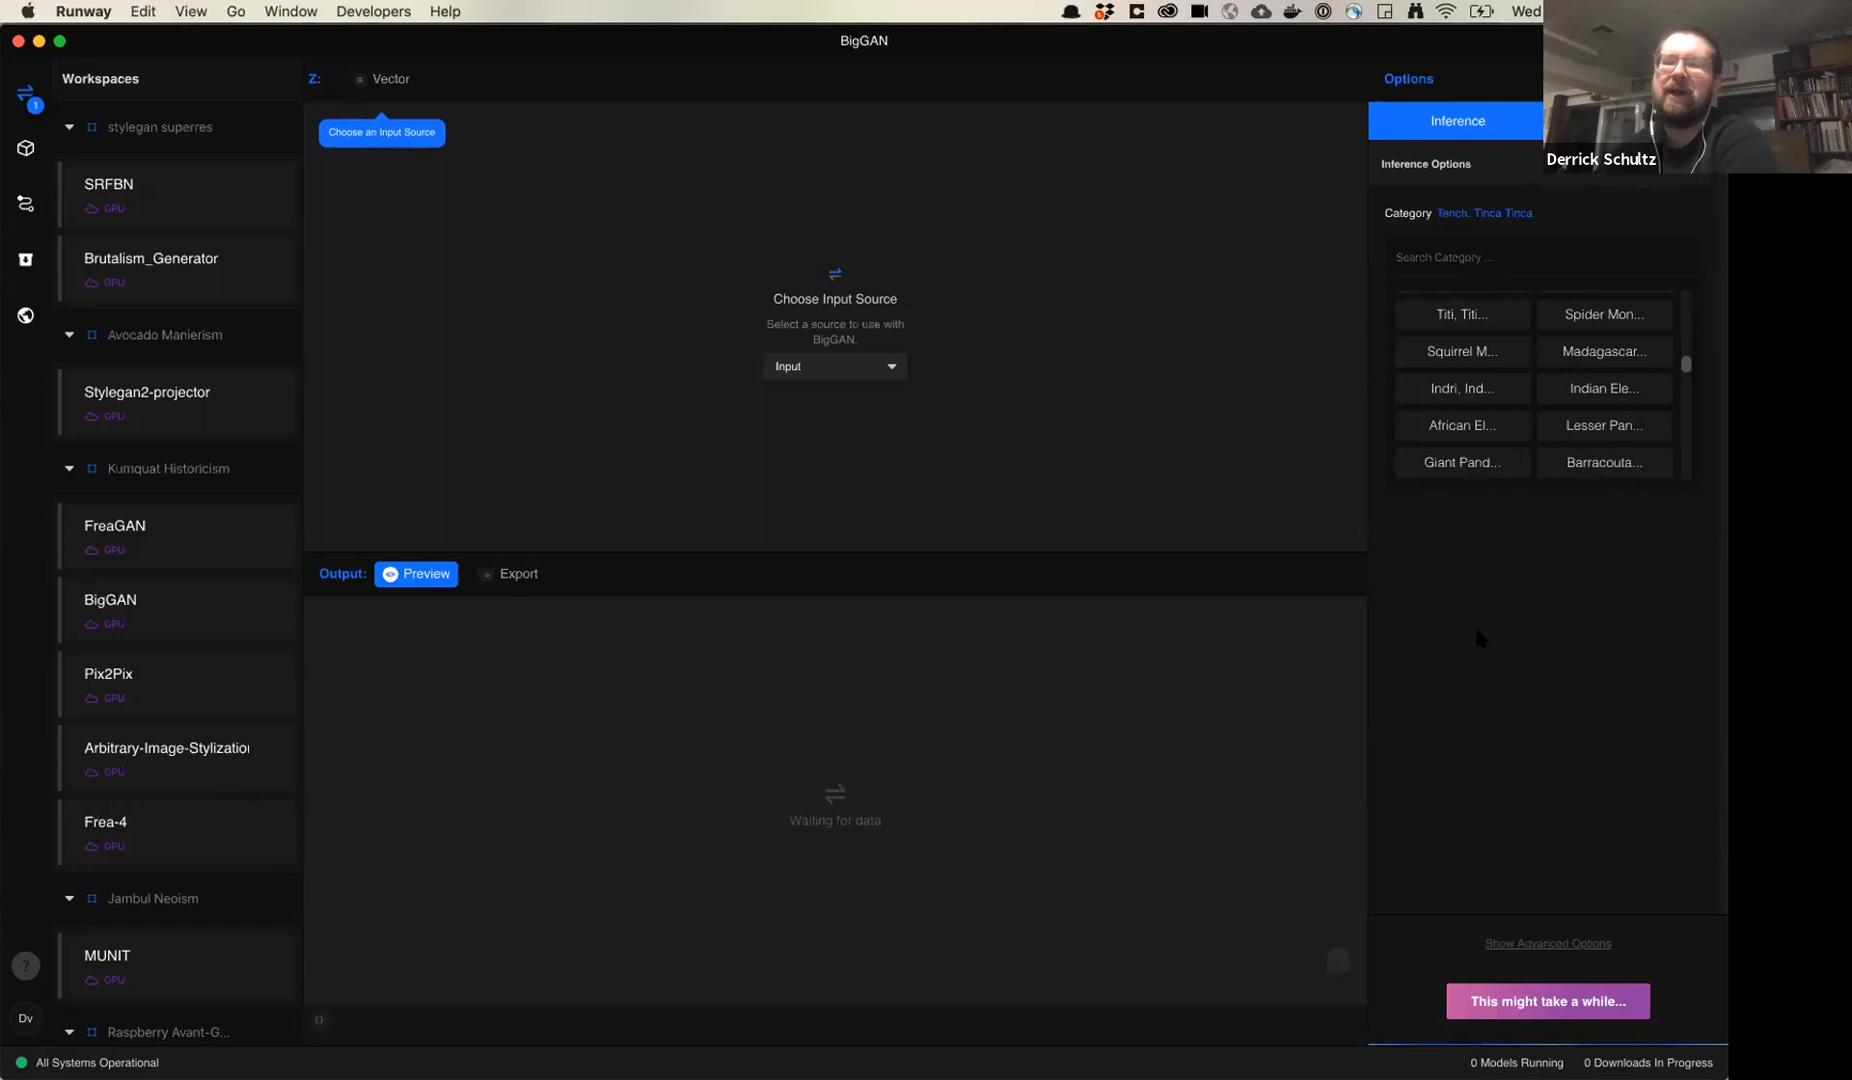 Runway Edit View Go Window Developers Help Wed
BigGAN
Workspaces
1
stylegan superres
SRFBN
GPU
Brutalism_Generator
GPU
Avocado Manierism
Stylegan2-projector
GPU
Kumquat Historicism
FreaGAN
GPU
BigGAN
GPU
Pix2Pix
GPU
Arbitrary-Image-Stylization
GPU
Frea-4
GPU
Jambul Neoism
MUNIT
GPU
Raspberry Avant-G...
?
Dv
All Systems Operational
Z: Vector
Choose an Input Source
Choose Input Source
Select a source to use with
BigGAN.
Input
Output: Preview Export
Waiting for data
{}
Options
Inference
Inference Options
Derrick Schultz
Category Tench, Tinca Tinca
Search Category ...
Titi, Titi... Spider Mon...
Squirrel M... Madagascar...
Indri, Ind... Indian Ele...
African El... Lesser Pan...
Giant Pand... Barracouta...
Show Advanced Options
This might take a while...
0 Models Running 0 Downloads In Progress